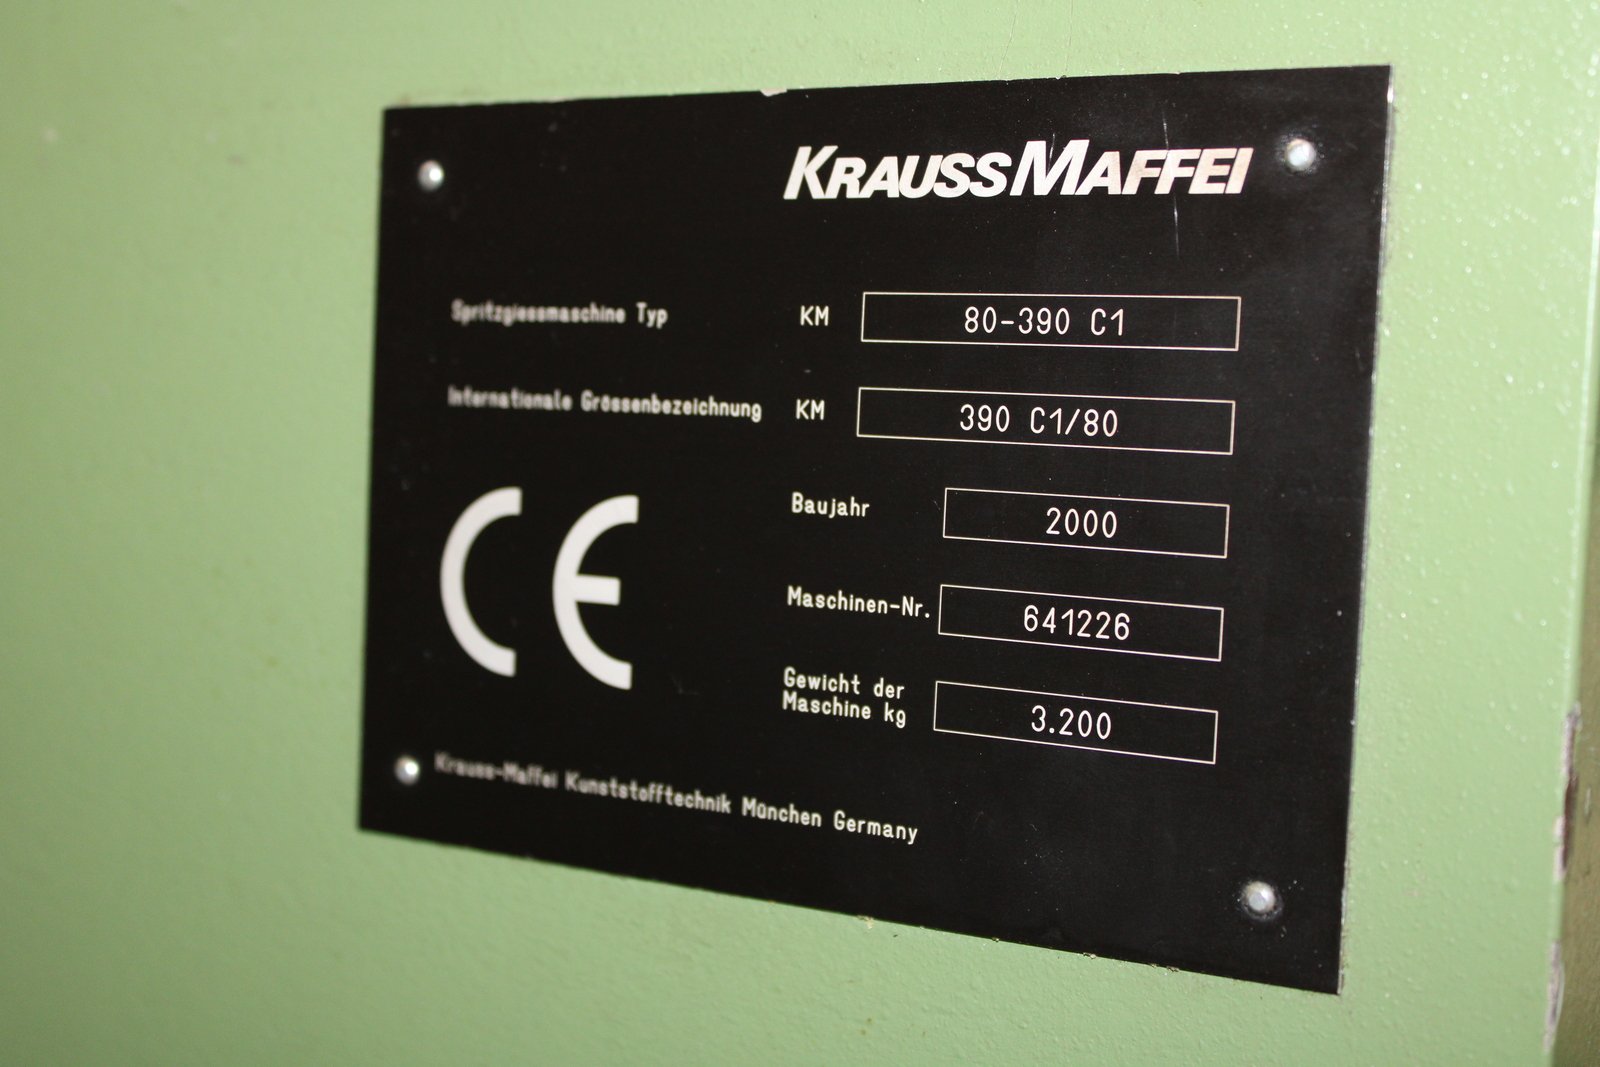 KRAUSSMAFFEI
Spritzgiessmaschine Typ KM 80-390 C1
Internationale Grössenbezeichnung KM 390 C1/80
CE
Baujahr 2000
Maschinen-Nr. 641226
Gewicht der
Maschine kg 3.200
Krauss-Maffei Kunststofftechnik München Germany